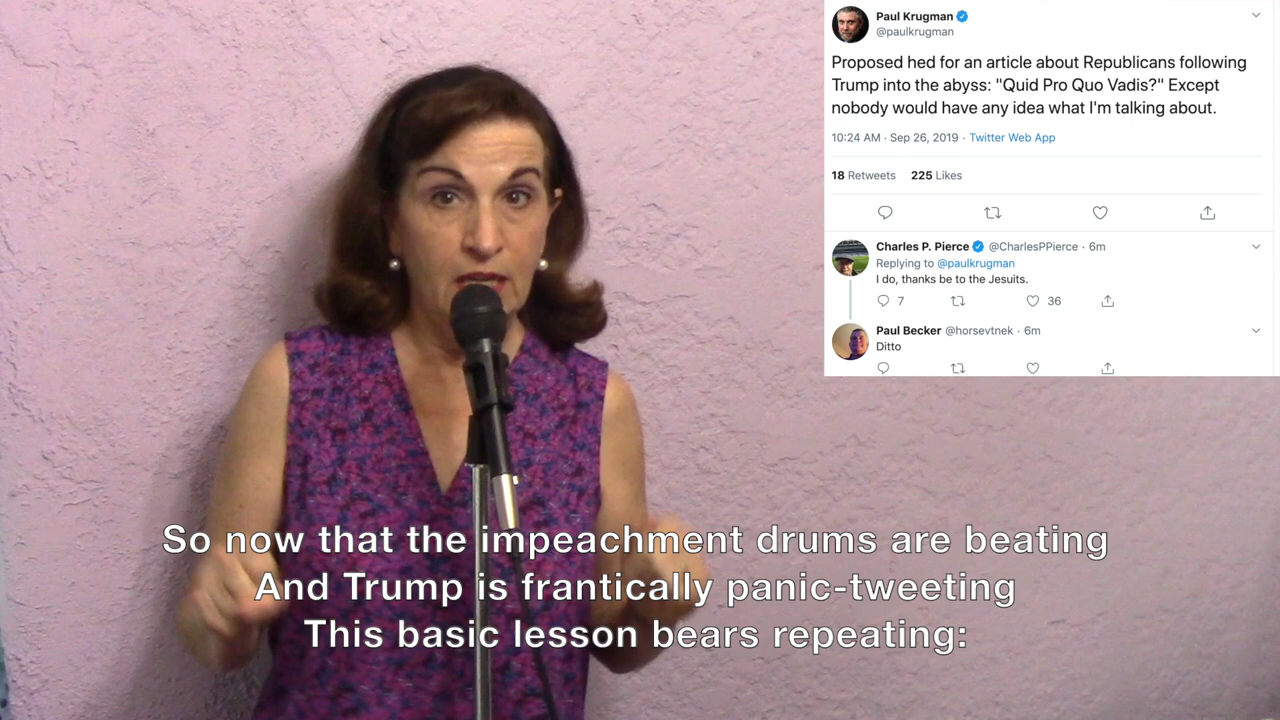 Paul Krugman
@paulkrugman
Proposed hed for an article about Republicans following
Trump into the abyss: "Quid Pro Quo Vadis?" Except
nobody would have any idea what I'm talking about.
10:24 AM · Sep 26, 2019 · Twitter Web App
18 Retweets 225 Likes
Charles P. Pierce @CharlesPPierce · 6m
Replying to @paulkrugman
I do, thanks be to the Jesuits.
7 36
Paul Becker @horsevtnek · 6m
Ditto
So now that the impeachment drums are beating
And Trump is frantically panic-tweeting
This basic lesson bears repeating: